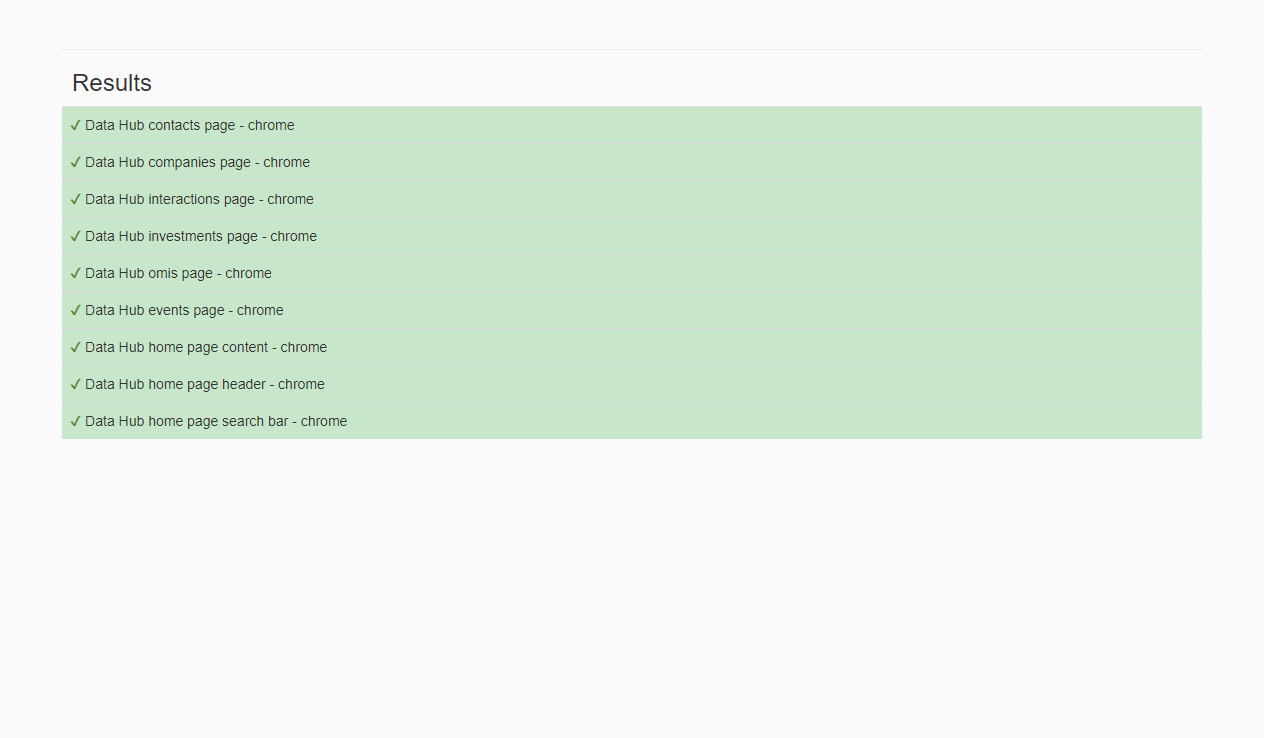 Results
✓ Data Hub contacts page - chrome
✓ Data Hub companies page - chrome
✓ Data Hub interactions page - chrome
✓ Data Hub investments page - chrome
✓ Data Hub omis page - chrome
✓ Data Hub events page - chrome
✓ Data Hub home page content - chrome
✓ Data Hub home page header - chrome
✓ Data Hub home page search bar - chrome